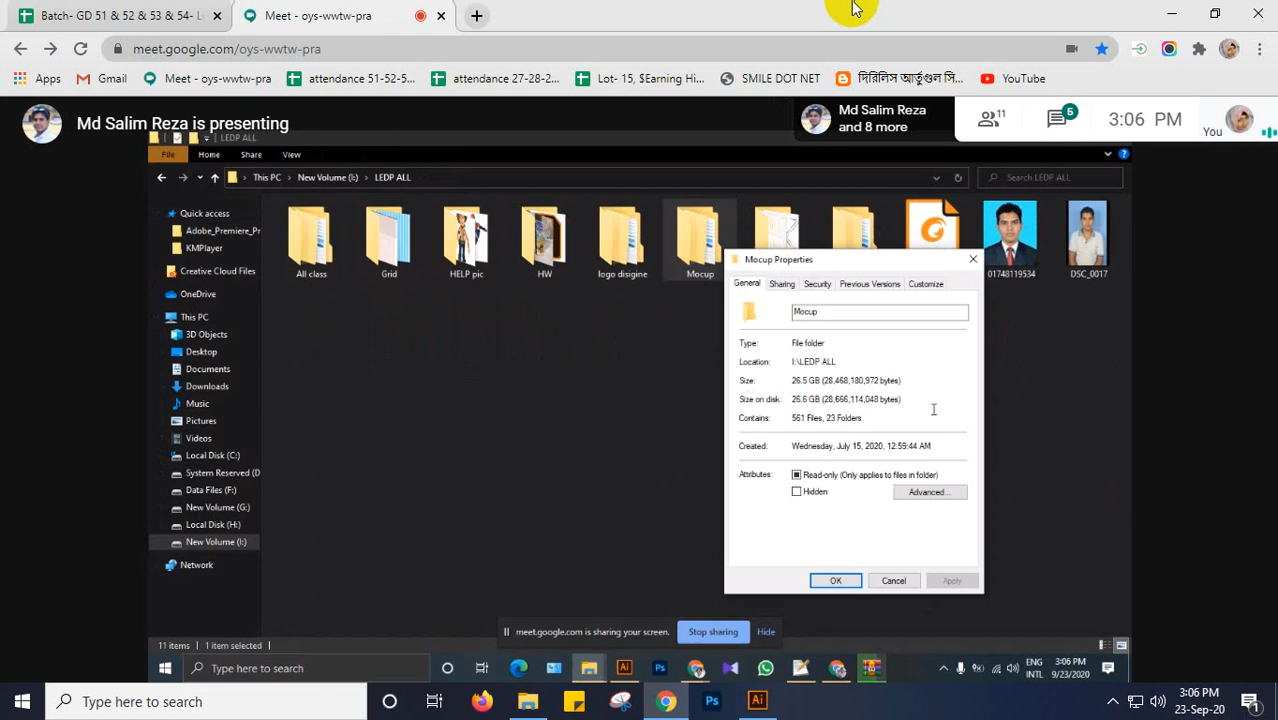 Batch- GD 51 & 52 & 53 & 54- L
Meet - oys-wwtw-pra
meet.google.com/oys-wwtw-pra
Apps
Gmail
Meet - oys-wwtw-pra
attendance 51-52-5...
attendance 27-28-2...
Lot- 15, $Earning Hi...
SMILE DOT NET
দিরিলিস আর্তুগুল সি...
YouTube
Md Salim Reza is presenting
Md Salim Reza
and 8 more
11
5
3:06 PM
You
LEDP ALL
File
Home
Share
View
This PC
New Volume (I:)
LEDP ALL
Search LEDP ALL
Quick access
Adobe_Premiere_Pr
KMPlayer
Creative Cloud Files
OneDrive
This PC
3D Objects
Desktop
Documents
Downloads
Music
Pictures
Videos
Local Disk (C:)
System Reserved (D
Data Files (F:)
New Volume (G:)
Local Disk (H:)
New Volume (I:)
Network
All class
Grid
HELP pic
HW
logo disigine
Mocup
01748119534
DSC_0017
Mocup Properties
General
Sharing
Security
Previous Versions
Customize
Mocup
Type: File folder
Location: I:\LEDP ALL
Size: 26.5 GB (28,468,180,972 bytes)
Size on disk: 26.6 GB (28,666,114,048 bytes)
Contains: 561 Files, 23 Folders
Created: Wednesday, July 15, 2020, 12:59:44 AM
Attributes: Read-only (Only applies to files in folder)
Hidden
Advanced...
OK
Cancel
Apply
meet.google.com is sharing your screen.
Stop sharing
Hide
11 items
1 item selected
Type here to search
Ai
Ps
ENG
INTL
3:06 PM
9/23/2020
Type here to search
Ps
Ai
3:06 PM
23-Sep-20
1